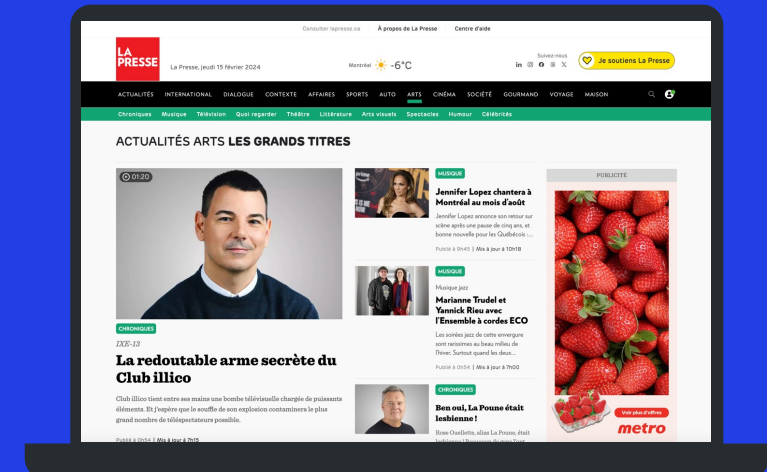 Consulter lapresse.ca À propos de La Presse Centre d'aide
LA
PRESSE
La Presse, jeudi 15 février 2024
Montréal -6°C
Suivez-nous
Je soutiens La Presse
ACTUALITÉS INTERNATIONAL DIALOGUE CONTEXTE AFFAIRES SPORTS AUTO ARTS CINÉMA SOCIÉTÉ GOURMAND VOYAGE MAISON
Chroniques Musique Télévision Quoi regarder Théâtre Littérature Arts visuels Spectacles Humour Célébrités
ACTUALITÉS ARTS LES GRANDS TITRES
01:20
CHRONIQUES
IXE-13
La redoutable arme secrète du
Club illico
Club illico tient entre ses mains une bombe télévisuelle chargée de puissants
éléments. Et j'espère que le souffle de son explosion contaminera le plus
grand nombre de téléspectateurs possible.
Publié à 0h54 | Mis à jour à 7h15
MUSIQUE
Jennifer Lopez chantera à
Montréal au mois d'août
Jennifer Lopez annonce son retour sur
scène après une pause de cinq ans, et
bonne nouvelle pour les Québécois : ...
Publié à 9h45 | Mis à jour à 10h18
MUSIQUE
Musique jazz
Marianne Trudel et
Yannick Rieu avec
l'Ensemble à cordes ECO
Les soirées jazz de cette envergure
sont rarissimes au beau milieu de
l'hiver. Surtout quand les deux...
Publié à 0h54 | Mis à jour à 7h00
CHRONIQUES
Ben oui, La Poune était
lesbienne !
Rose Ouellette, alias La Poune, était
PUBLICITÉ
Voir plus d'offres
metro